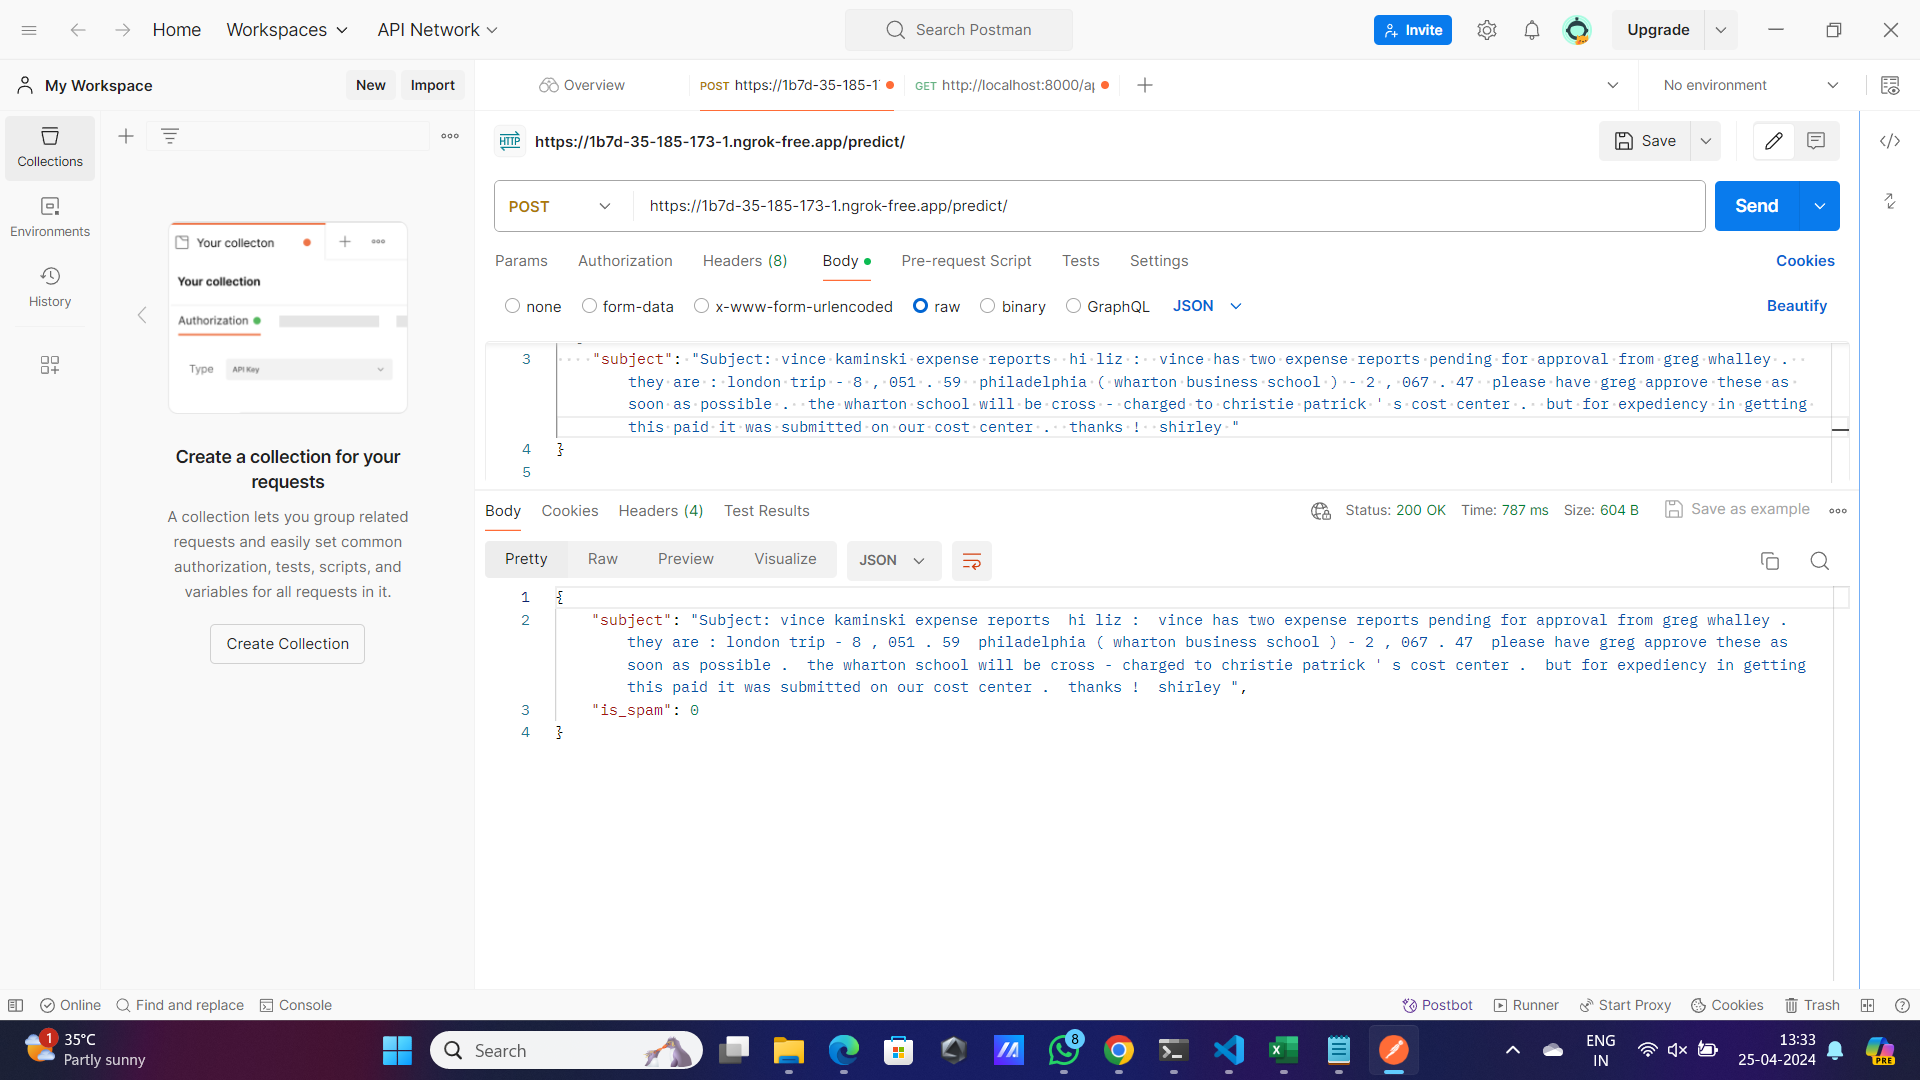 Home Workspaces API Network Search Postman Invite Upgrade
My Workspace New Import Overview POST https://1b7d-35-185-1 GET http://localhost:8000/a No environment
Collections
Environments
History
Your collecton
Your collection
Authorization
Type API Key
Create a collection for your
requests
A collection lets you group related
requests and easily set common
authorization, tests, scripts, and
variables for all requests in it.
Create Collection
HTTP https://1b7d-35-185-173-1.ngrok-free.app/predict/ Save
POST https://1b7d-35-185-173-1.ngrok-free.app/predict/ Send
Params Authorization Headers (8) Body Pre-request Script Tests Settings Cookies
none form-data x-www-form-urlencoded raw binary GraphQL JSON Beautify
3 "subject": "Subject: vince kaminski expense reports  hi liz :  vince has two expense reports pending for approval from greg whalley .
they are : london trip - 8 , 051 . 59  philadelphia ( wharton business school ) - 2 , 067 . 47  please have greg approve these as
soon as possible .  the wharton school will be cross - charged to christie patrick ' s cost center .  but for expediency in getting
this paid it was submitted on our cost center .  thanks !  shirley "
4 }
5
Body Cookies Headers (4) Test Results Status: 200 OK Time: 787 ms Size: 604 B Save as example
Pretty Raw Preview Visualize JSON
1 {
2 "subject": "Subject: vince kaminski expense reports  hi liz :  vince has two expense reports pending for approval from greg whalley .
they are : london trip - 8 , 051 . 59  philadelphia ( wharton business school ) - 2 , 067 . 47  please have greg approve these as
soon as possible .  the wharton school will be cross - charged to christie patrick ' s cost center .  but for expediency in getting
this paid it was submitted on our cost center .  thanks !  shirley ",
3 "is_spam": 0
4 }
Online Find and replace Console Postbot Runner Start Proxy Cookies Trash
1 35°C
Partly sunny
Search
8
ENG
IN
13:33
25-04-2024
PRE